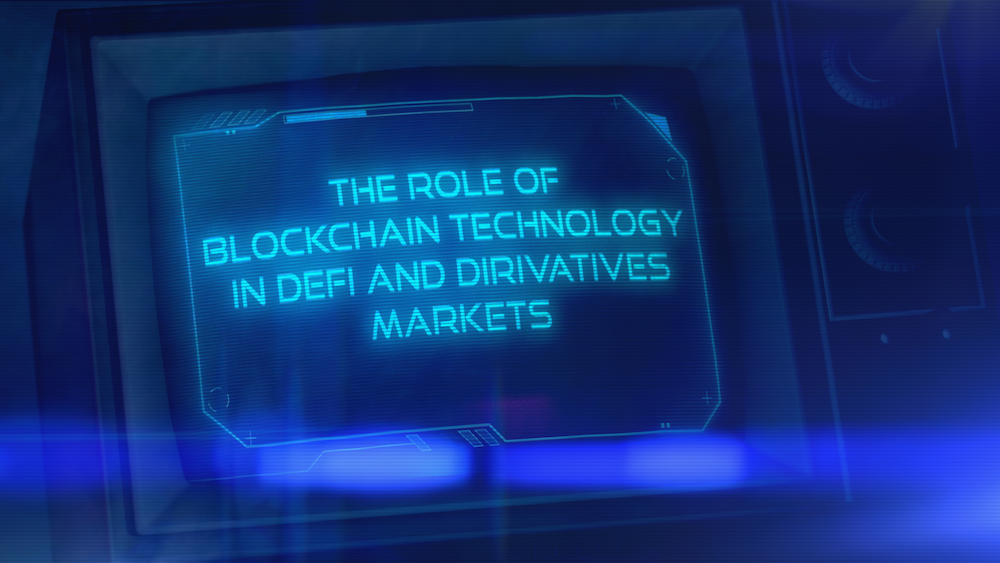 THE ROLE OF
BLOCKCHAIN TECHNOLOGY
IN DEFI AND DIRIVATIVES
MARKETS